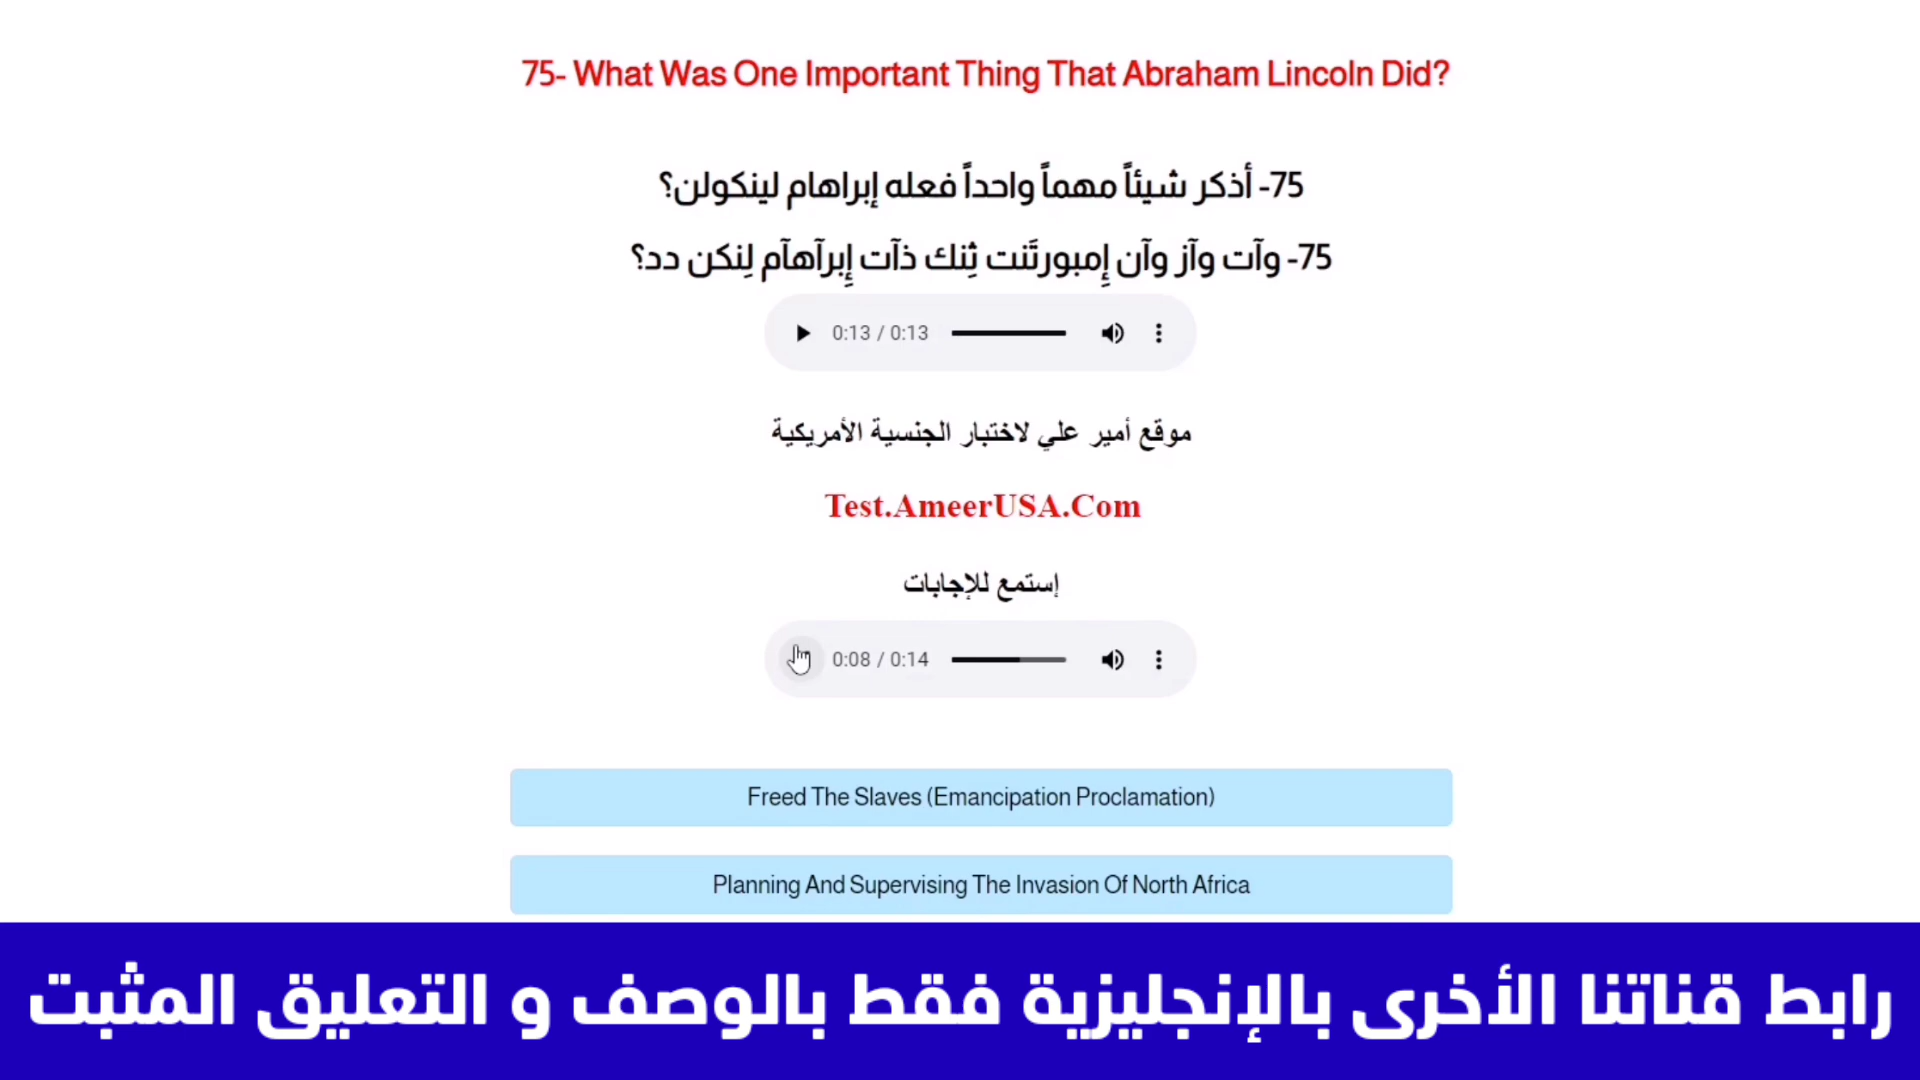 75- What Was One Important Thing That Abraham Lincoln Did?
75- أذكر شيئاً مهماً واحداً فعله إبراهام لينكولن؟
75- وآت وآز وآن إِمبورتَنت ثِنك ذآت إِبرآهآم لِنكن دد؟
0:13 / 0:13
موقع أمير علي لاختبار الجنسية الأمريكية
Test.AmeerUSA.Com
إستمع للإجابات
0:08 / 0:14
Freed The Slaves (Emancipation Proclamation)
Planning And Supervising The Invasion Of North Africa
رابط قناتنا الأخرى بالإنجليزية فقط بالوصف و التعليق المثبت